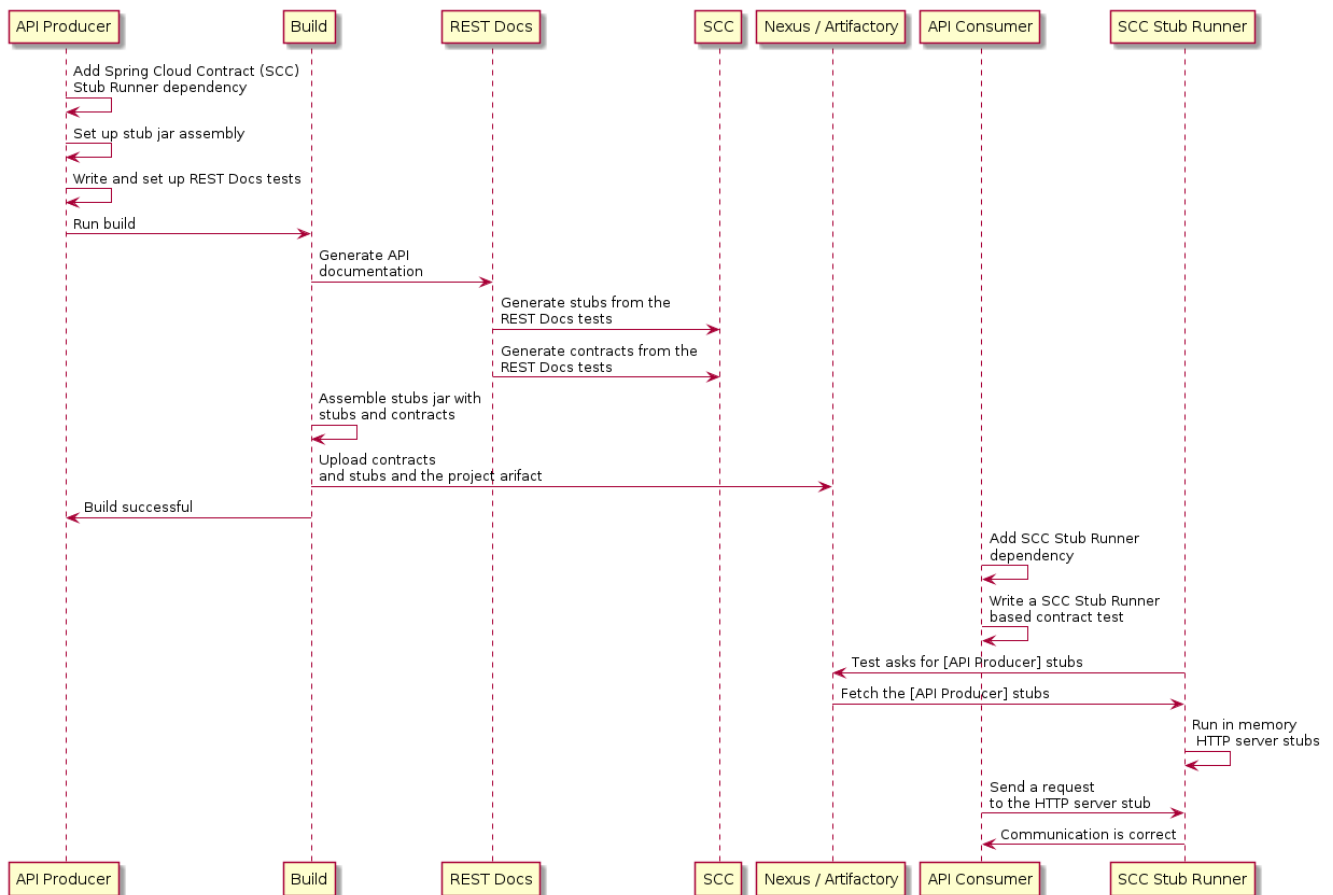 API Producer
Build
REST Docs
SCC
Nexus / Artifactory
API Consumer
SCC Stub Runner
Add Spring Cloud Contract (SCC)
Stub Runner dependency
Set up stub jar assembly
Write and set up REST Docs tests
Run build
Generate API
documentation
Generate stubs from the
REST Docs tests
Generate contracts from the
REST Docs tests
Assemble stubs jar with
stubs and contracts
Upload contracts
and stubs and the project arifact
Build successful
Add SCC Stub Runner
dependency
Write a SCC Stub Runner
based contract test
Test asks for [API Producer] stubs
Fetch the [API Producer] stubs
Run in memory
HTTP server stubs
Send a request
to the HTTP server stub
Communication is correct
API Producer
Build
REST Docs
SCC
Nexus / Artifactory
API Consumer
SCC Stub Runner